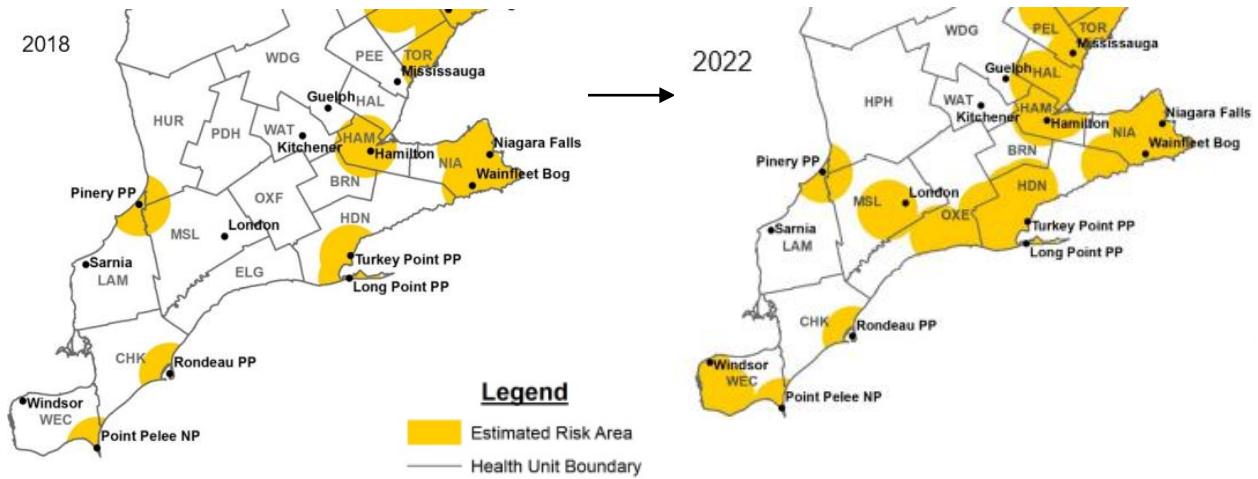 2018
WDG
PEE
TOR
Mississauga
Guelph
HAL
HUR
PDH
WAT
Kitchener
HAM
Hamilton
Niagara Falls
NIA
Wainfleet Bog
BRN
Pinery PP
OXF
HDN
MSL
London
Turkey Point PP
Sarnia
LAM
ELG
Long Point PP
CHK
Rondeau PP
Windsor
WEC
Point Pelee NP
Legend
Estimated Risk Area
Health Unit Boundary
2022
WDG
PEL
TOR
Mississauga
Guelph
HAL
HPH
WAT
Kitchener
HAM
Hamilton
Niagara Falls
NIA
Wainfleet Bog
BRN
Pinery PP
HDN
MSL
London
OXE
Turkey Point PP
Sarnia
LAM
Long Point PP
CHK
Rondeau PP
Windsor
WEC
Point Pelee NP